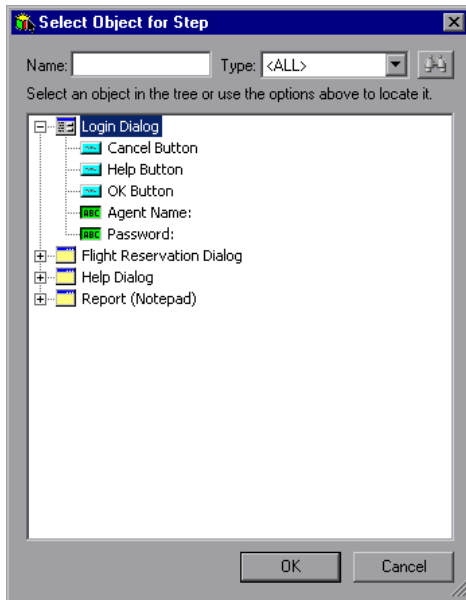 Select Object for Step
Name: Type: <ALL>
Select an object in the tree or use the options above to locate it.
Login Dialog
Cancel Button
Help Button
OK Button
ABC Agent Name:
ABC Password:
Flight Reservation Dialog
Help Dialog
Report (Notepad)
OK Cancel